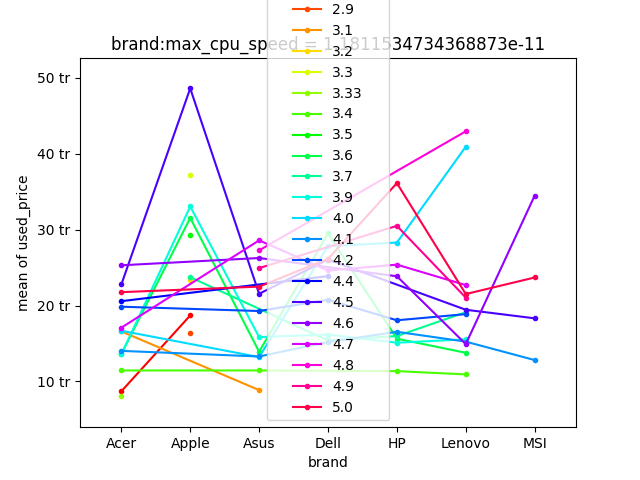 2.9
3.1
brand:max_cpu_speed = 1.1811534734368873e-11
3.2
3.3
3.33
3.4
3.5
3.6
3.7
3.9
4.0
4.1
4.2
4.4
4.5
4.6
4.7
4.8
4.9
5.0
50 tr
40 tr
30 tr
20 tr
10 tr
mean of used_price
Acer
Apple
Asus
Dell
HP
Lenovo
MSI
brand